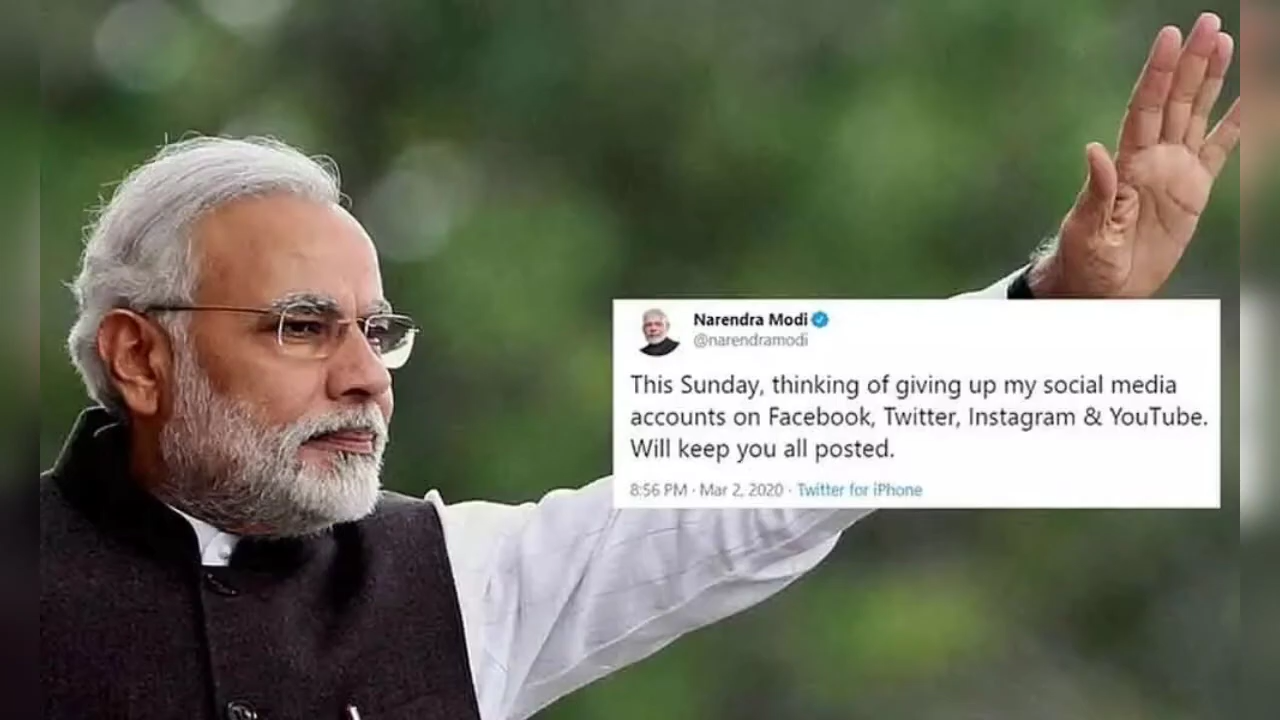 Narendra Modi
@narendramodi
This Sunday, thinking of giving up my social media
accounts on Facebook, Twitter, Instagram & YouTube.
Will keep you all posted.
8:56 PM · Mar 2, 2020 · Twitter for iPhone